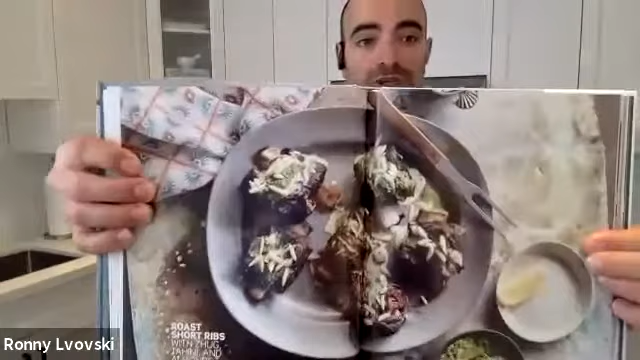 ROAST
SHORT RIBS
WITH ZHUG,
TAHINI, AND
Ronny Lvovski